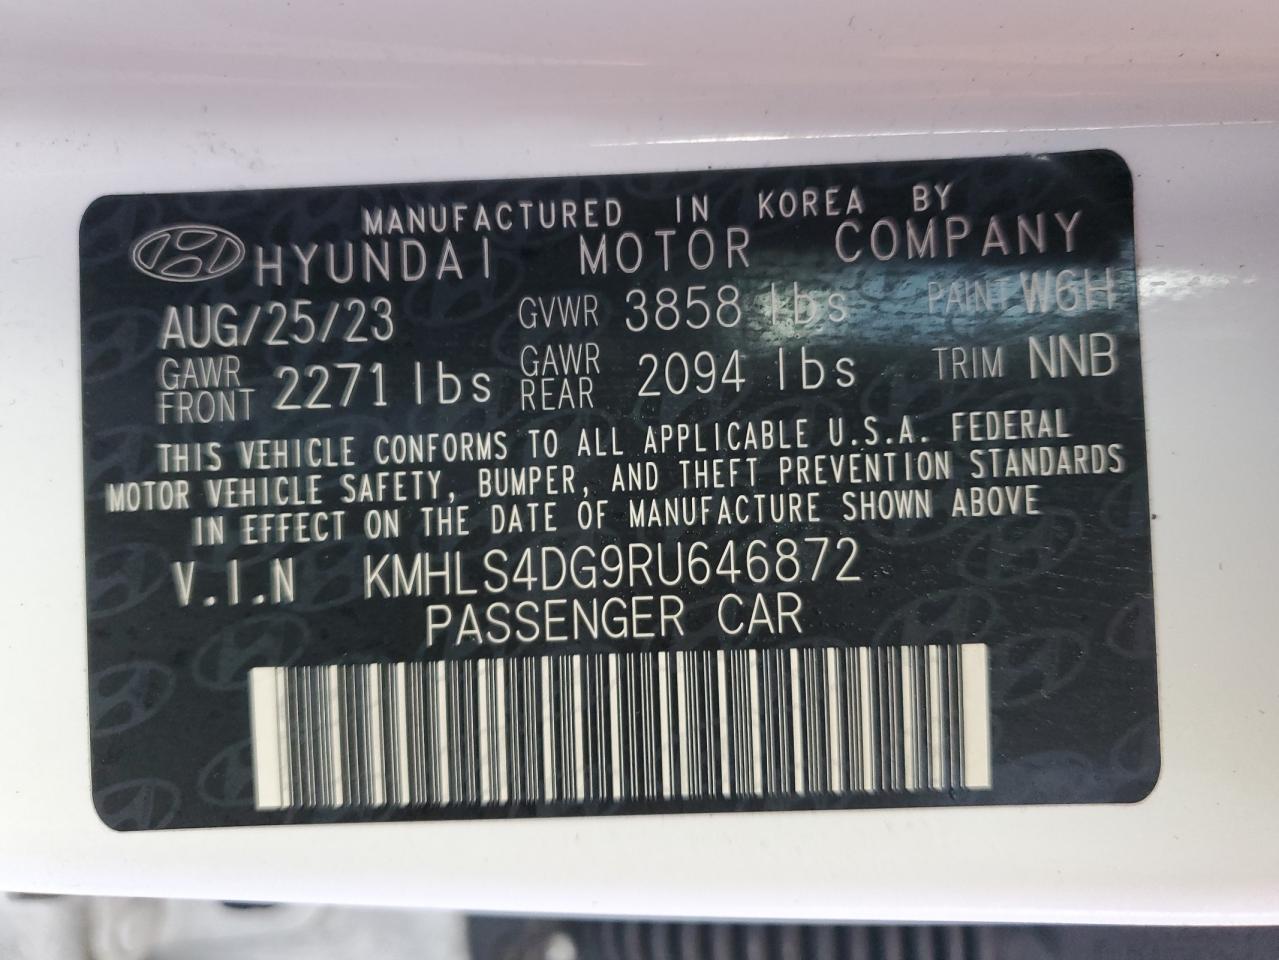 MANUFACTURED IN KOREA BY
HYUNDAI MOTOR COMPANY
AUG/25/23 GVWR 3858 lbs PAINT W6H
GAWR FRONT 2271 lbs GAWR REAR 2094 lbs TRIM NNB
THIS VEHICLE CONFORMS TO ALL APPLICABLE U.S.A. FEDERAL
MOTOR VEHICLE SAFETY, BUMPER, AND THEFT PREVENTION STANDARDS
IN EFFECT ON THE DATE OF MANUFACTURE SHOWN ABOVE
V.I.N KMHLS4DG9RU646872
PASSENGER CAR